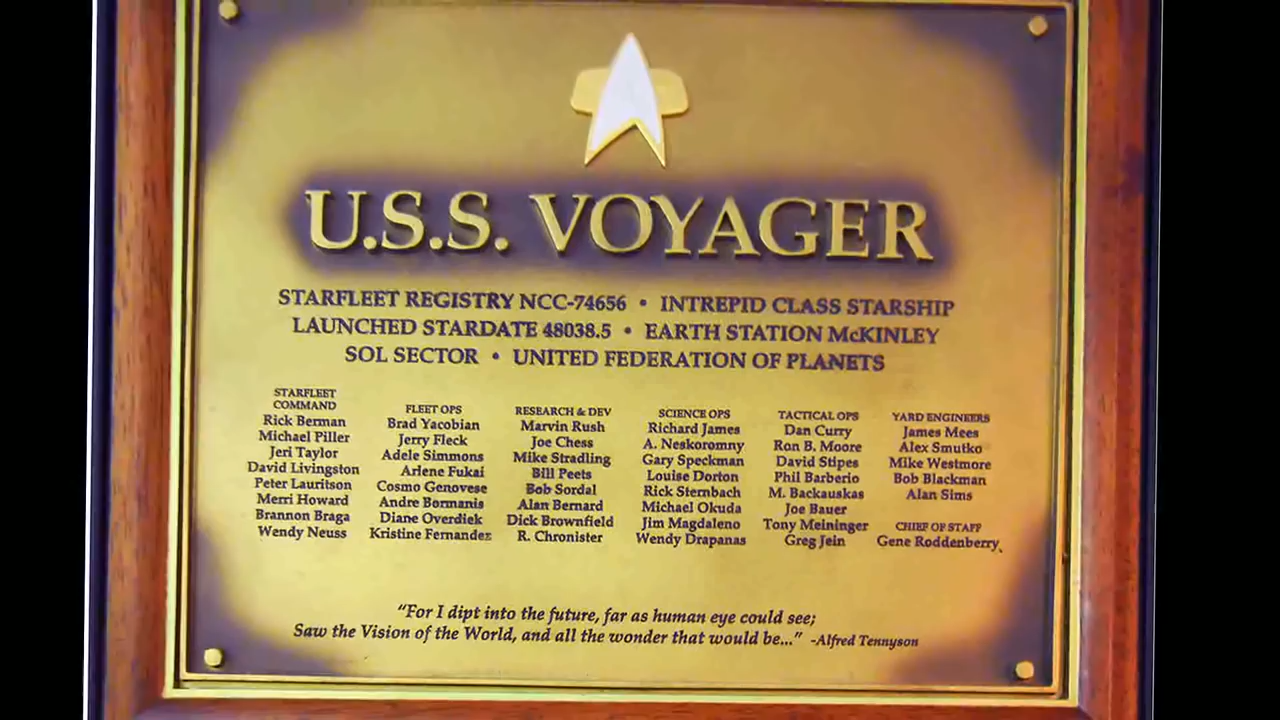 U.S.S. VOYAGER
STARFLEET REGISTRY NCC-74656 • INTREPID CLASS STARSHIP
LAUNCHED STARDATE 48038.5 • EARTH STATION McKINLEY
SOL SECTOR • UNITED FEDERATION OF PLANETS
STARFLEET
COMMAND
Rick Berman
Michael Piller
Jeri Taylor
David Livingston
Peter Lauritson
Merri Howard
Brannon Braga
Wendy Neuss
FLEET OPS
Brad Yacobian
Jerry Fleck
Adele Simmons
Arlene Fukai
Cosmo Genovese
Andre Bormanis
Diane Overdiek
Kristine Fernandez
RESEARCH & DEV
Marvin Rush
Joe Chess
Mike Stradling
Bill Peets
Bob Sordal
Alan Bernard
Dick Brownfield
R. Chronister
SCIENCE OPS
Richard James
A. Neskoromny
Gary Speckman
Louise Dorton
Rick Sternbach
Michael Okuda
Jim Magdaleno
Wendy Drapanas
TACTICAL OPS
Dan Curry
Ron B. Moore
David Stipes
Phil Barberio
M. Backauskas
Joe Bauer
Tony Meininger
Greg Jein
YARD ENGINEERS
James Mees
Alex Smutko
Mike Westmore
Bob Blackman
Alan Sims
CHIEF OF STAFF
Gene Roddenberry
"For I dipt into the future, far as human eye could see;
Saw the Vision of the World, and all the wonder that would be..." -Alfred Tennyson